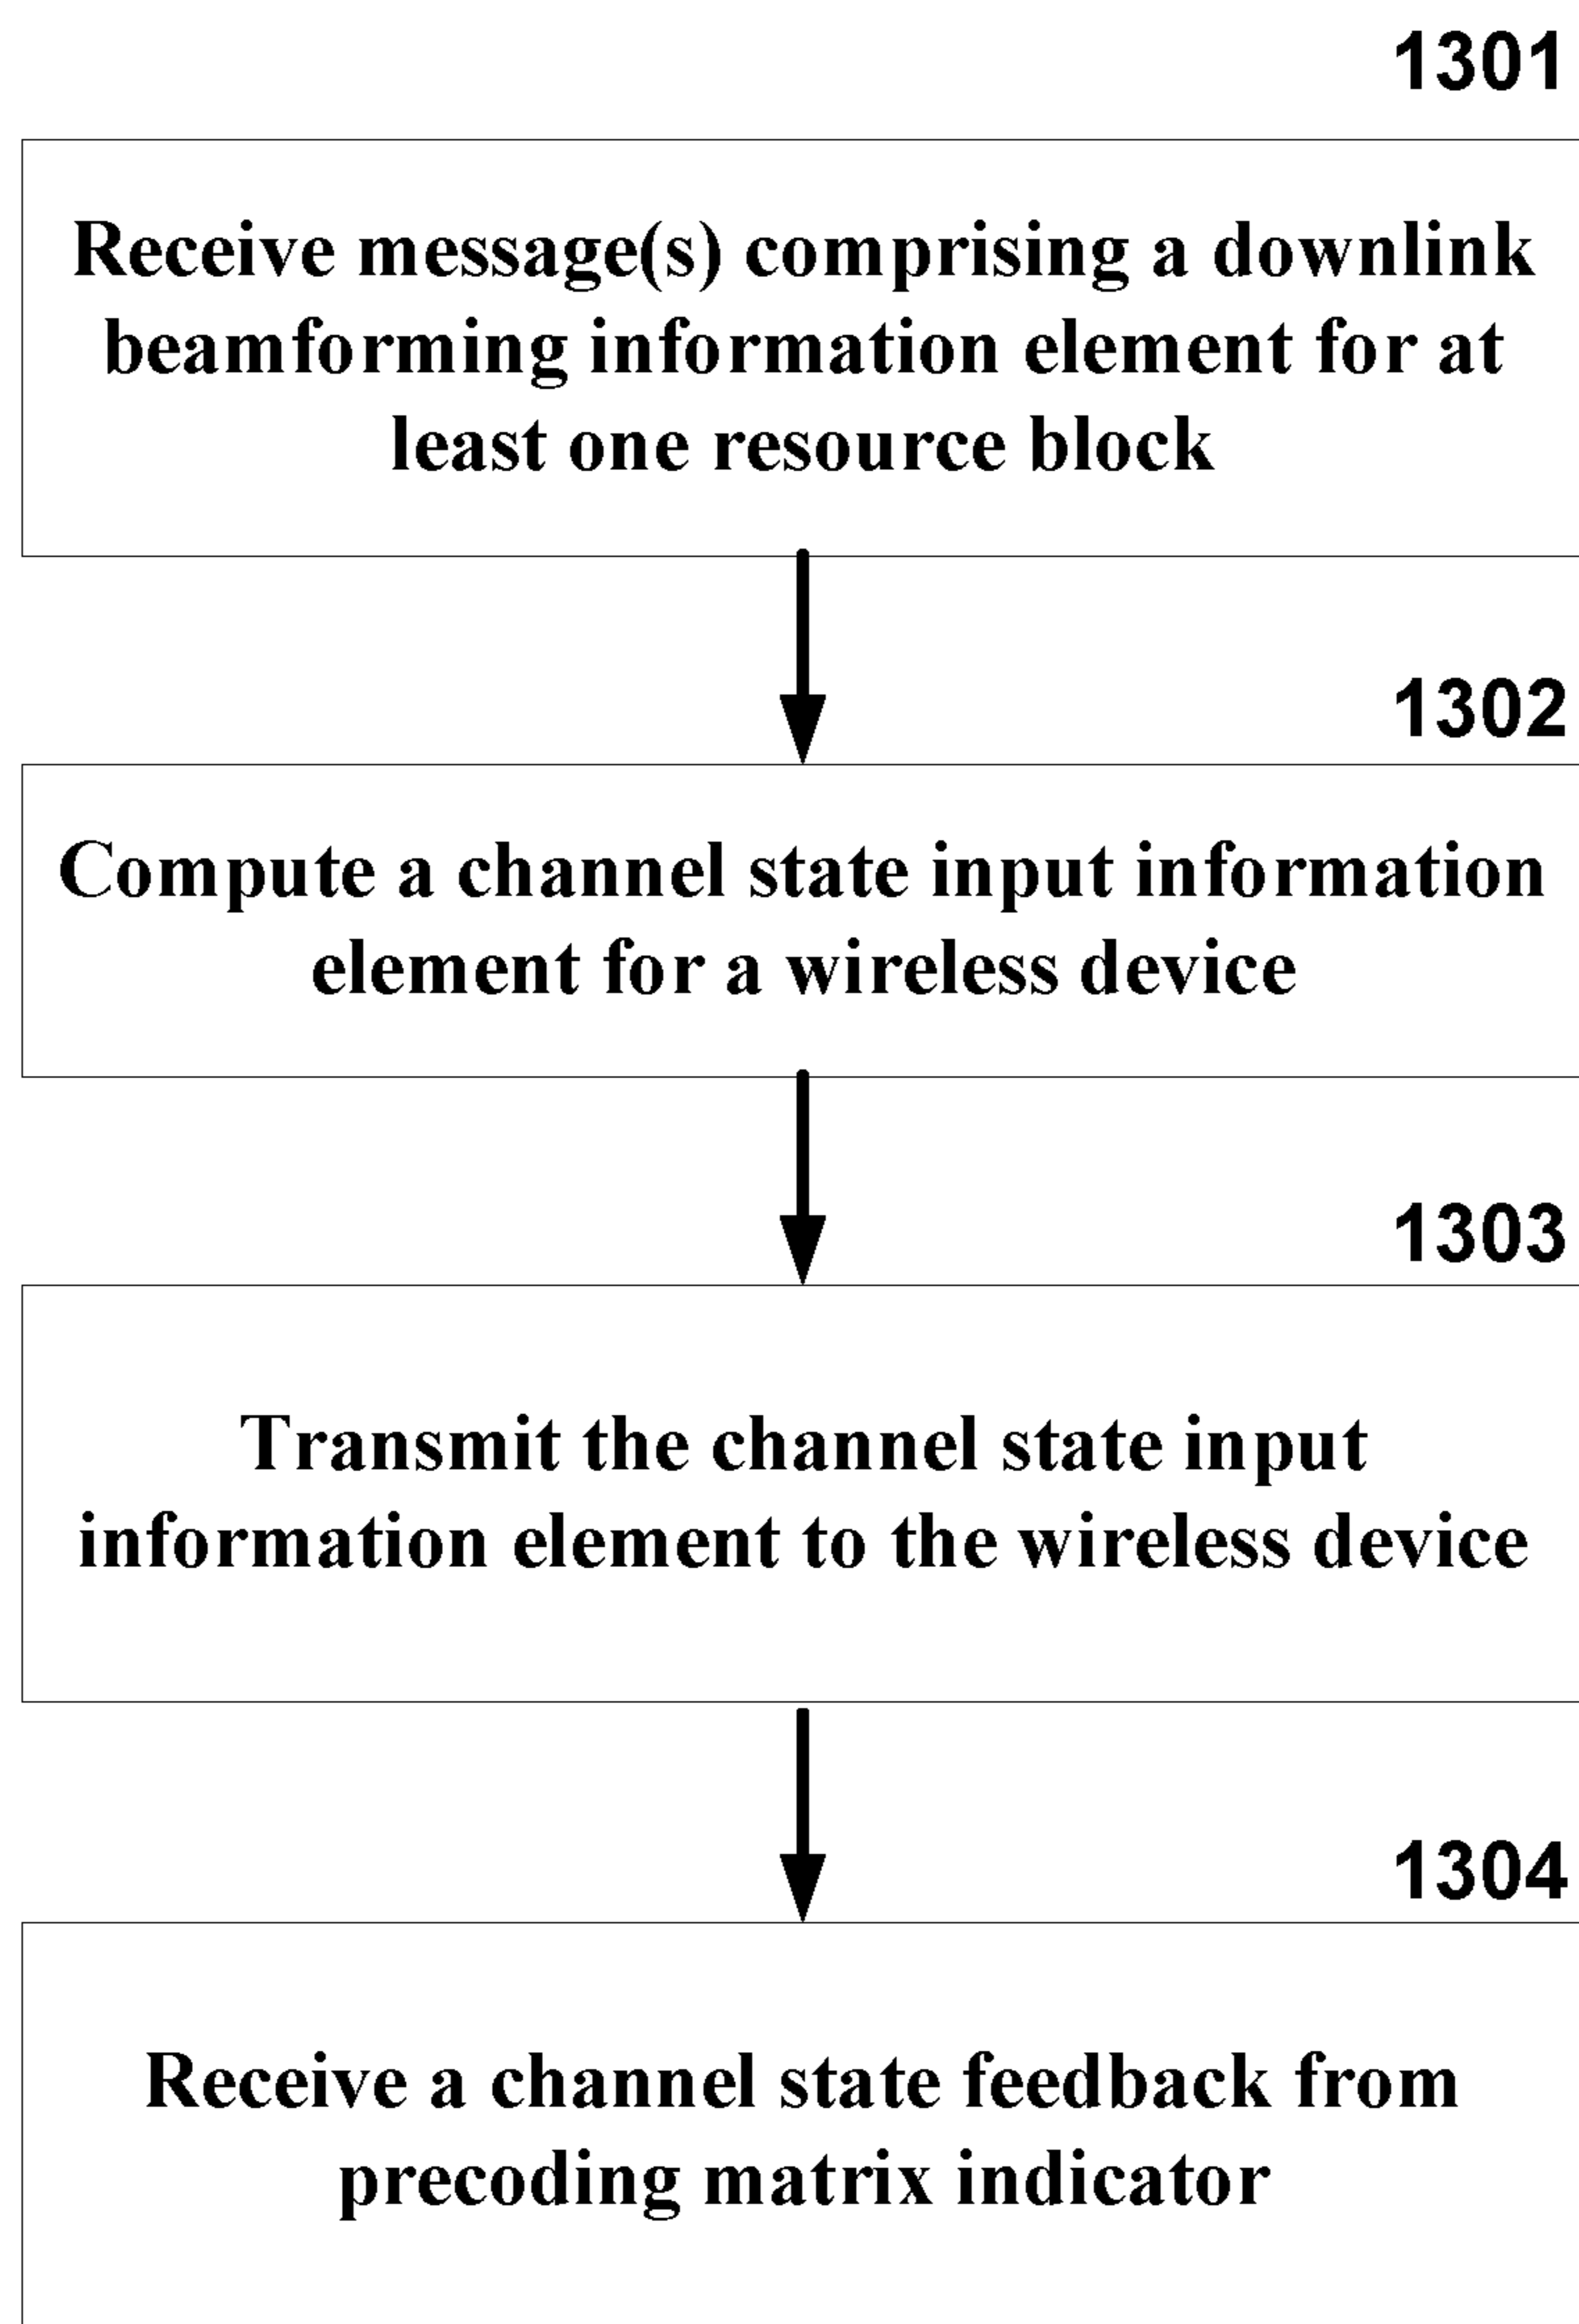 1301
Receive message(s) comprising a downlink
beamforming information element for at
least one resource block
1302
Compute a channel state input information
element for a wireless device
1303
Transmit the channel state input
information element to the wireless device
1304
Receive a channel state feedback from
precoding matrix indicator